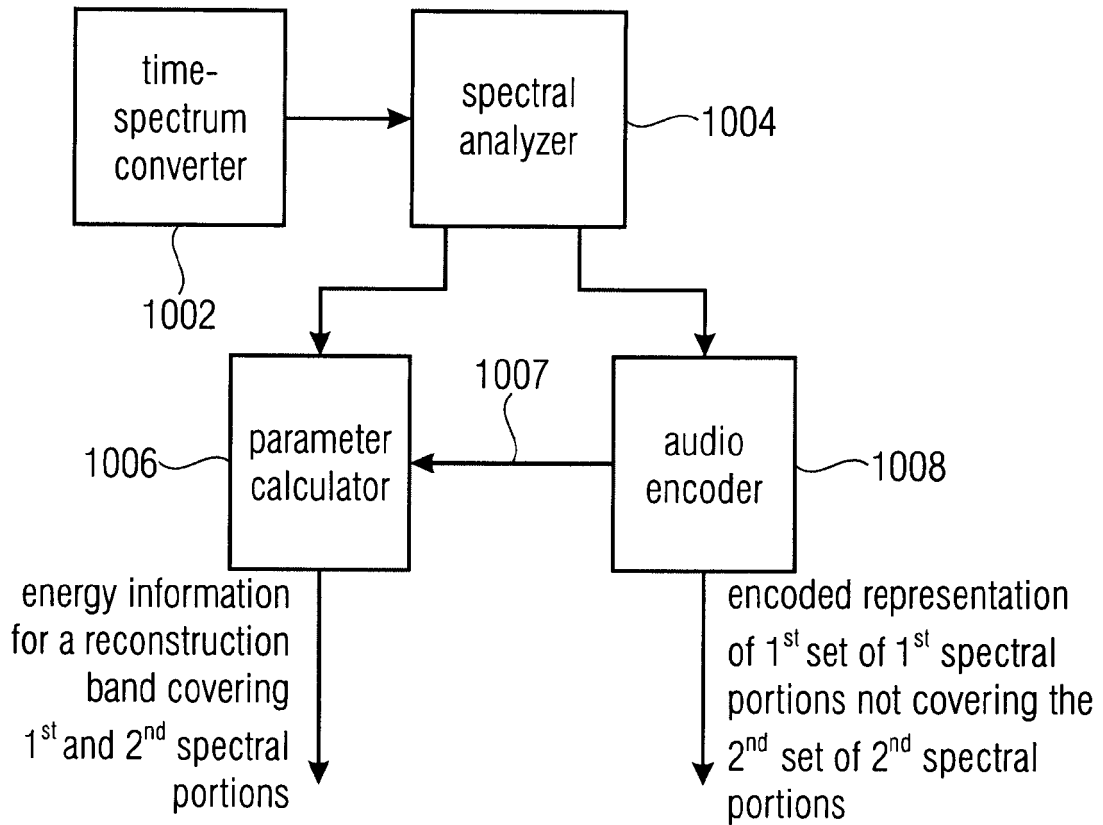 time-
spectrum
converter
spectral
analyzer
1004
1002
1007
parameter
calculator
1006
audio
encoder
1008
energy information
for a reconstruction
band covering
1st and 2nd spectral
portions
encoded representation
of 1st set of 1st spectral
portions not covering the
2nd set of 2nd spectral
portions